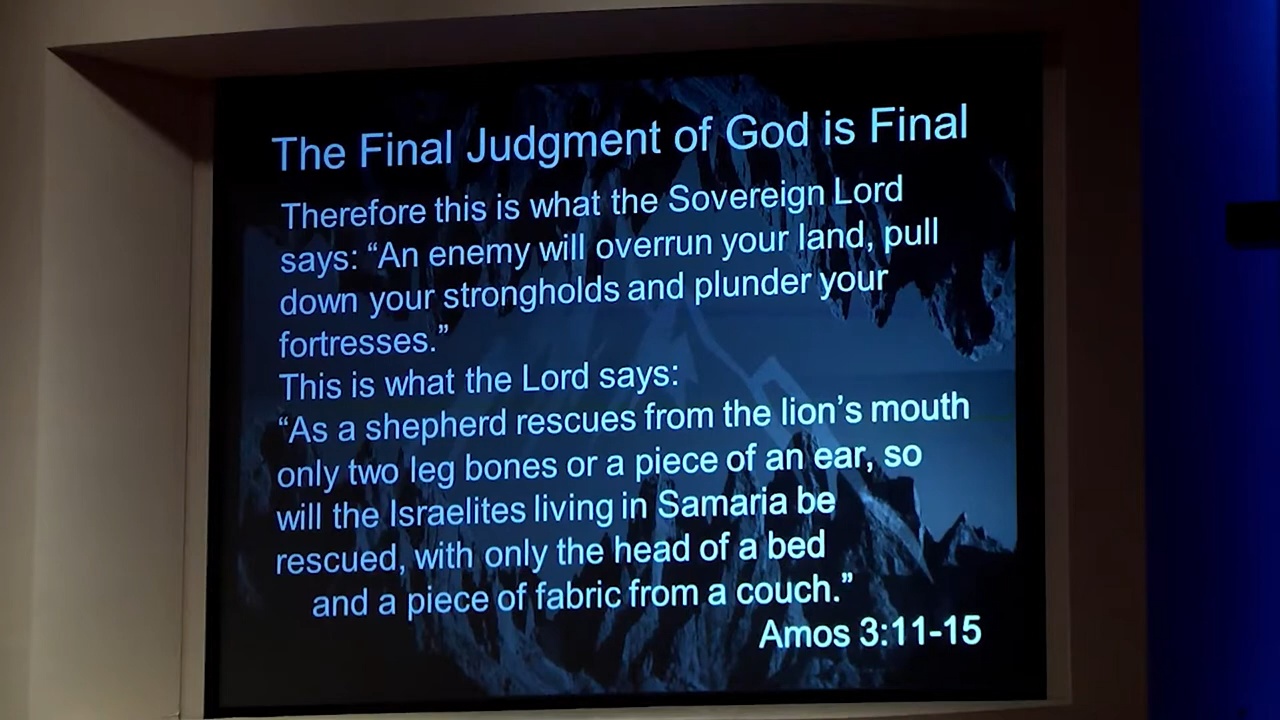 The Final Judgment of God is Final
Therefore this is what the Sovereign Lord
says: “An enemy will overrun your land, pull
down your strongholds and plunder your
fortresses.”
This is what the Lord says:
“As a shepherd rescues from the lion’s mouth
only two leg bones or a piece of an ear, so
will the Israelites living in Samaria be
rescued, with only the head of a bed
and a piece of fabric from a couch.”
Amos 3:11-15